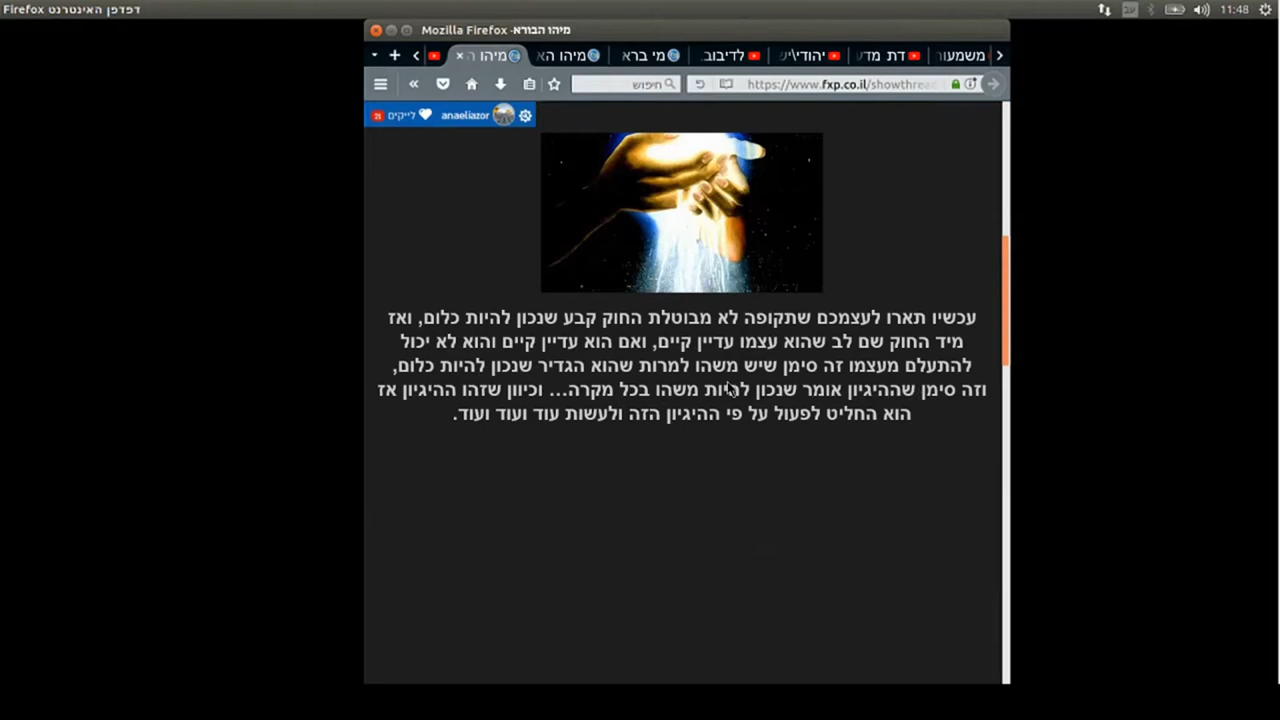 דפדפן האינטרנט Firefox
11:48
מיהו הבורא- Mozilla Firefox
משמעור
דת מדע
יהודי\יש
לדיבוב.
מי ברא
מיהו הא
מיהו ה
https://www.fxp.co.il/showthread
חיפוש
anaeliazor
לייקים
21
עכשיו תארו לעצמכם שתקופה לא מבוטלת החוק קבע שנכון להיות כלום, ואז
מיד החוק שם לב שהוא עצמו עדיין קיים, ואם הוא עדיין קיים והוא לא יכול
להתעלם מעצמו זה סימן שיש משהו למרות שהוא הגדיר שנכון להיות כלום,
וזה סימן שההיגיון אומר שנכון להיות משהו בכל מקרה... וכיוון שזהו ההיגיון אז
הוא החליט לפעול על פי ההיגיון הזה ולעשות עוד ועוד ועוד.